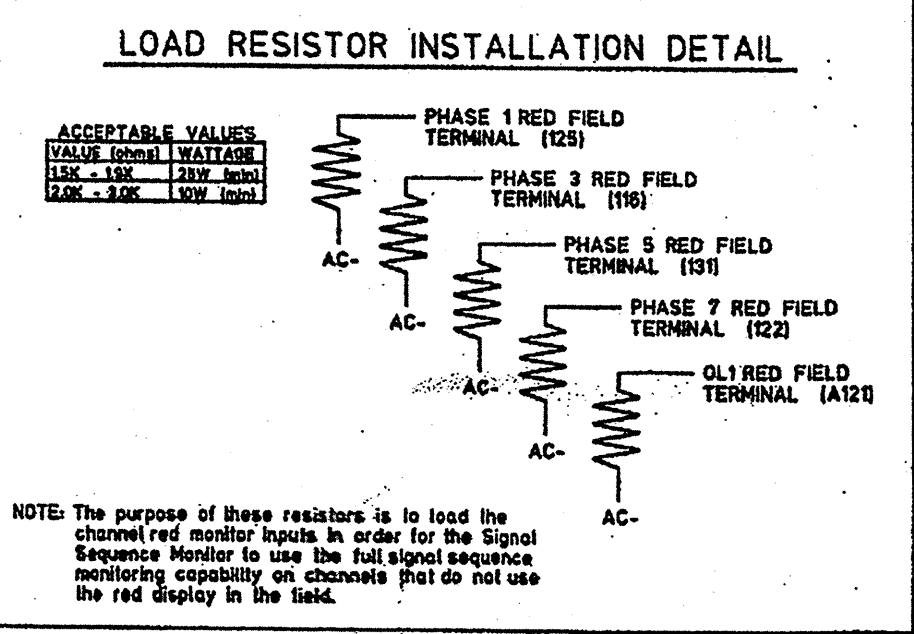 LOAD RESISTOR INSTALLATION DETAIL
ACCEPTABLE VALUES
VALUE (ohms) WATTAGE
1.5K - 1.9K 25W (min)
2.0K - 3.0K 10W (min)
PHASE 1 RED FIELD
TERMINAL (125)
AC-
PHASE 3 RED FIELD
TERMINAL (116)
AC-
PHASE 5 RED FIELD
TERMINAL (131)
AC-
PHASE 7 RED FIELD
TERMINAL (122)
AC-
OL1 RED FIELD
TERMINAL (A121)
AC-
NOTE: The purpose of these resistors is to load the
channel red monitor inputs in order for the Signal
Sequence Monitor to use the full signal sequence
monitoring capability on channels that do not use
the red display in the field.